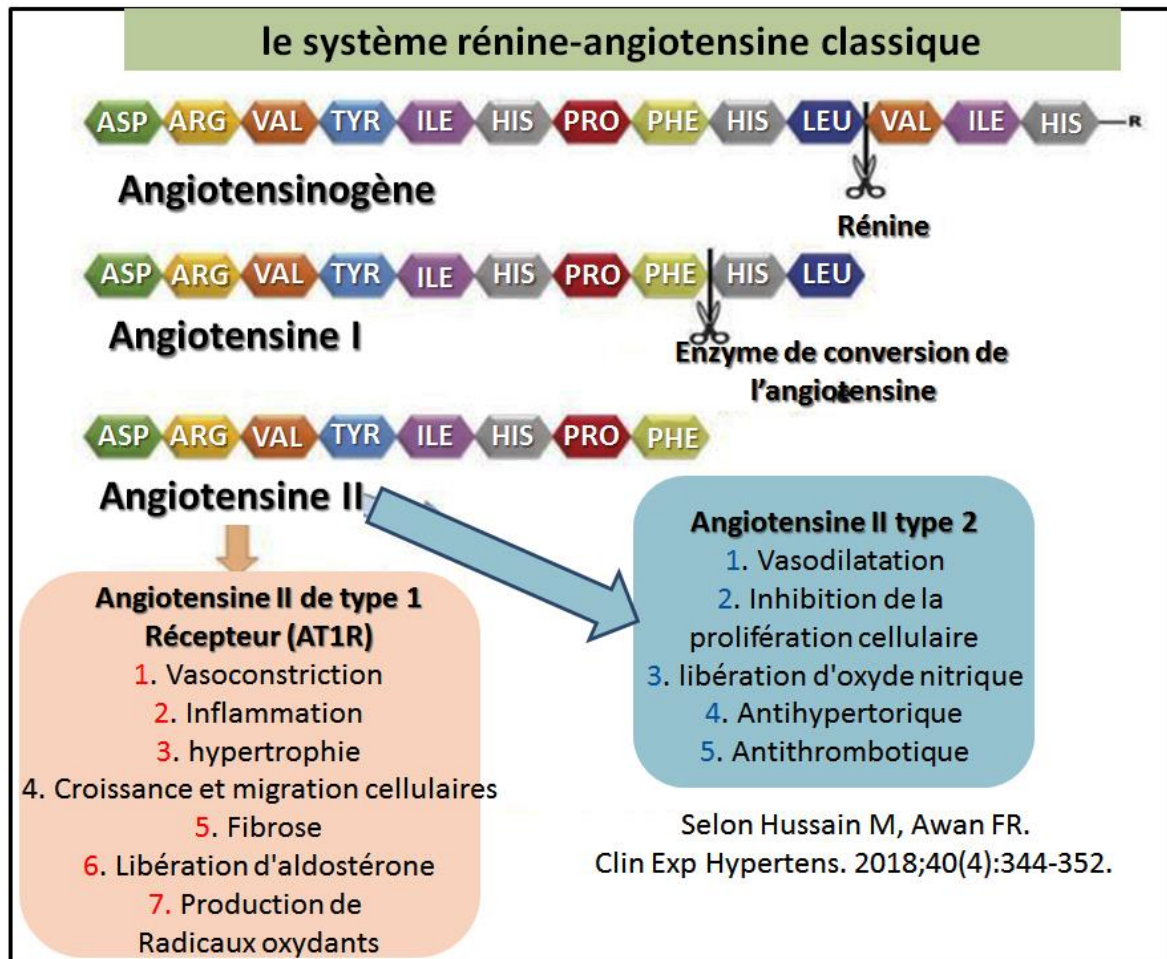 le système rénine-angiotensine classique
ASP ARG VAL TYR ILE HIS PRO PHE HIS LEU VAL ILE HIS R
Angiotensinogène
Rénine
ASP ARG VAL TYR ILE HIS PRO PHE HIS LEU
Angiotensine I
Enzyme de conversion de
l'angiotensine
ASP ARG VAL TYR ILE HIS PRO PHE
Angiotensine II
Angiotensine II de type 1
Récepteur (AT1R)
1. Vasoconstriction
2. Inflammation
3. hypertrophie
4. Croissance et migration cellulaires
5. Fibrose
6. Libération d'aldostérone
7. Production de
Radicaux oxydants
Angiotensine II type 2
1. Vasodilatation
2. Inhibition de la
prolifération cellulaire
3. libération d'oxyde nitrique
4. Antihypertorique
5. Antithrombotique
Selon Hussain M, Awan FR.
Clin Exp Hypertens. 2018;40(4):344-352.